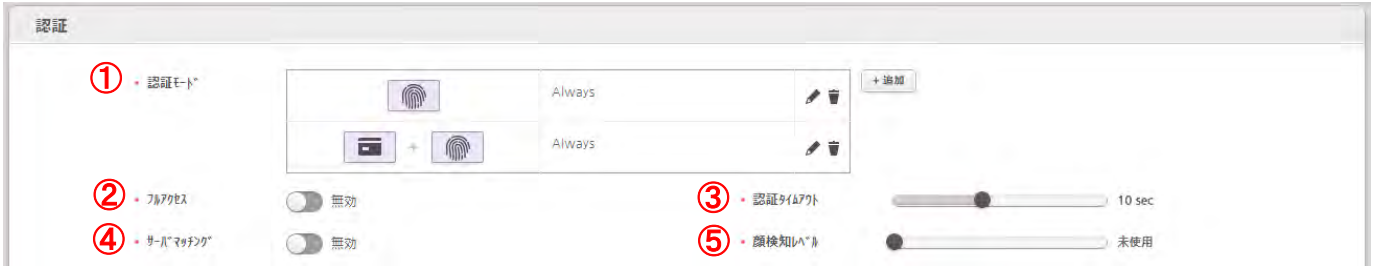 認証
① ・ 認証ﾓｰﾄﾞ
Always
+ 追加
+
Always
② ・ ﾌﾙｱｸｾｽ 無効
③ ・ 認証ﾀｲﾑｱｳﾄ 10 sec
④ ・ ｻｰﾊﾞﾏｯﾁﾝｸﾞ 無効
⑤ ・ 顔検知ﾚﾍﾞﾙ 未使用